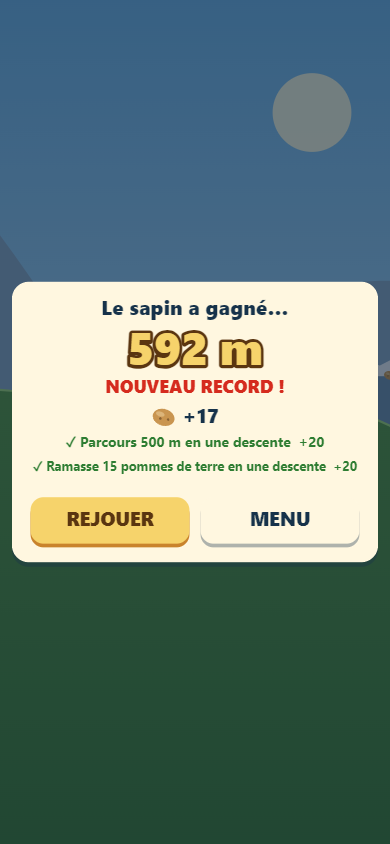 Le sapin a gagné...
592 m
NOUVEAU RECORD !
+17
✓ Parcours 500 m en une descente +20
✓ Ramasse 15 pommes de terre en une descente +20
REJOUER
MENU